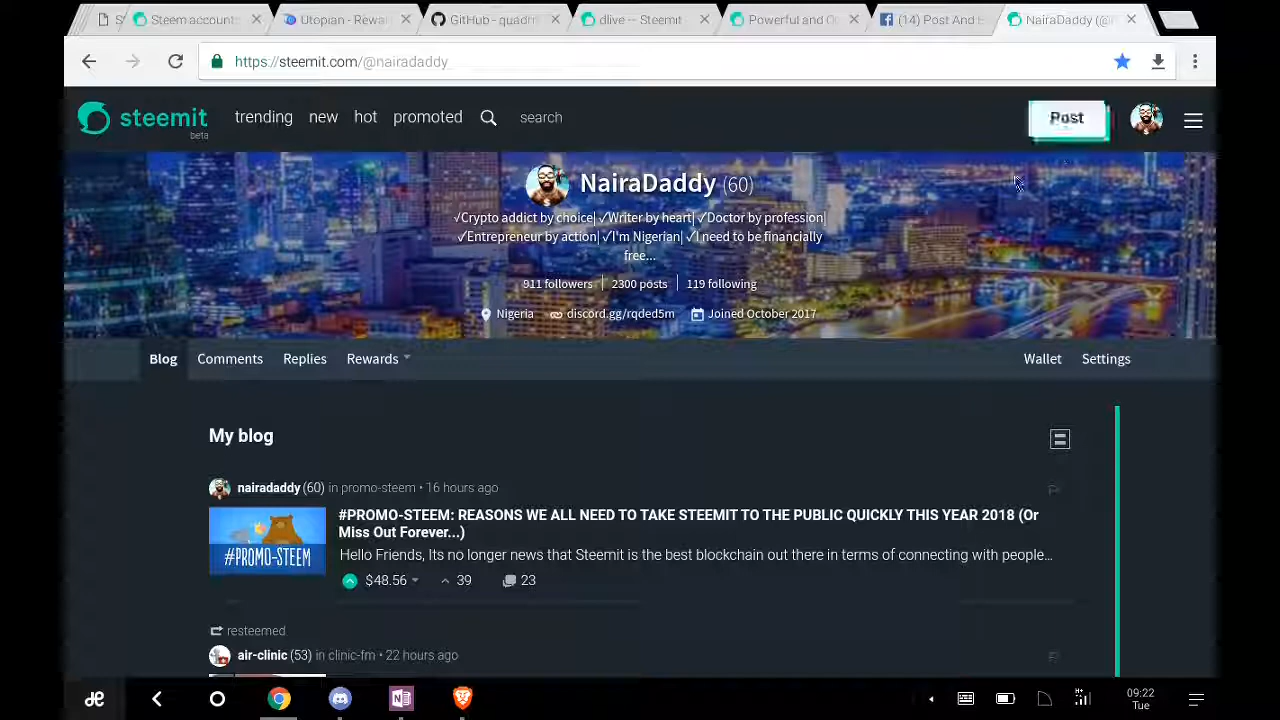 S
Steem account
Utopian - Rewa
GitHub - quadr
dlive -- Steemit
Powerful and O
(14) Post And B
NairaDaddy (@
https://steemit.com/@nairadaddy
steemit
beta
trending
new
hot
promoted
search
Post
NairaDaddy (60)
√Crypto addict by choice| ✓Writer by heart| ✓Doctor by profession|
✓Entrepreneur by action| ✓I'm Nigerian| ✓I need to be financially
free...
911 followers
2300 posts
119 following
Nigeria
discord.gg/rqded5m
Joined October 2017
Blog
Comments
Replies
Rewards
Wallet
Settings
My blog
nairadaddy (60) in promo-steem • 16 hours ago
#PROMO-STEEM
#PROMO-STEEM: REASONS WE ALL NEED TO TAKE STEEMIT TO THE PUBLIC QUICKLY THIS YEAR 2018 (Or
Miss Out Forever...)
Hello Friends, Its no longer news that Steemit is the best blockchain out there in terms of connecting with people...
$48.56
39
23
resteemed
air-clinic (53) in clinic-fm • 22 hours ago
09:22
Tue